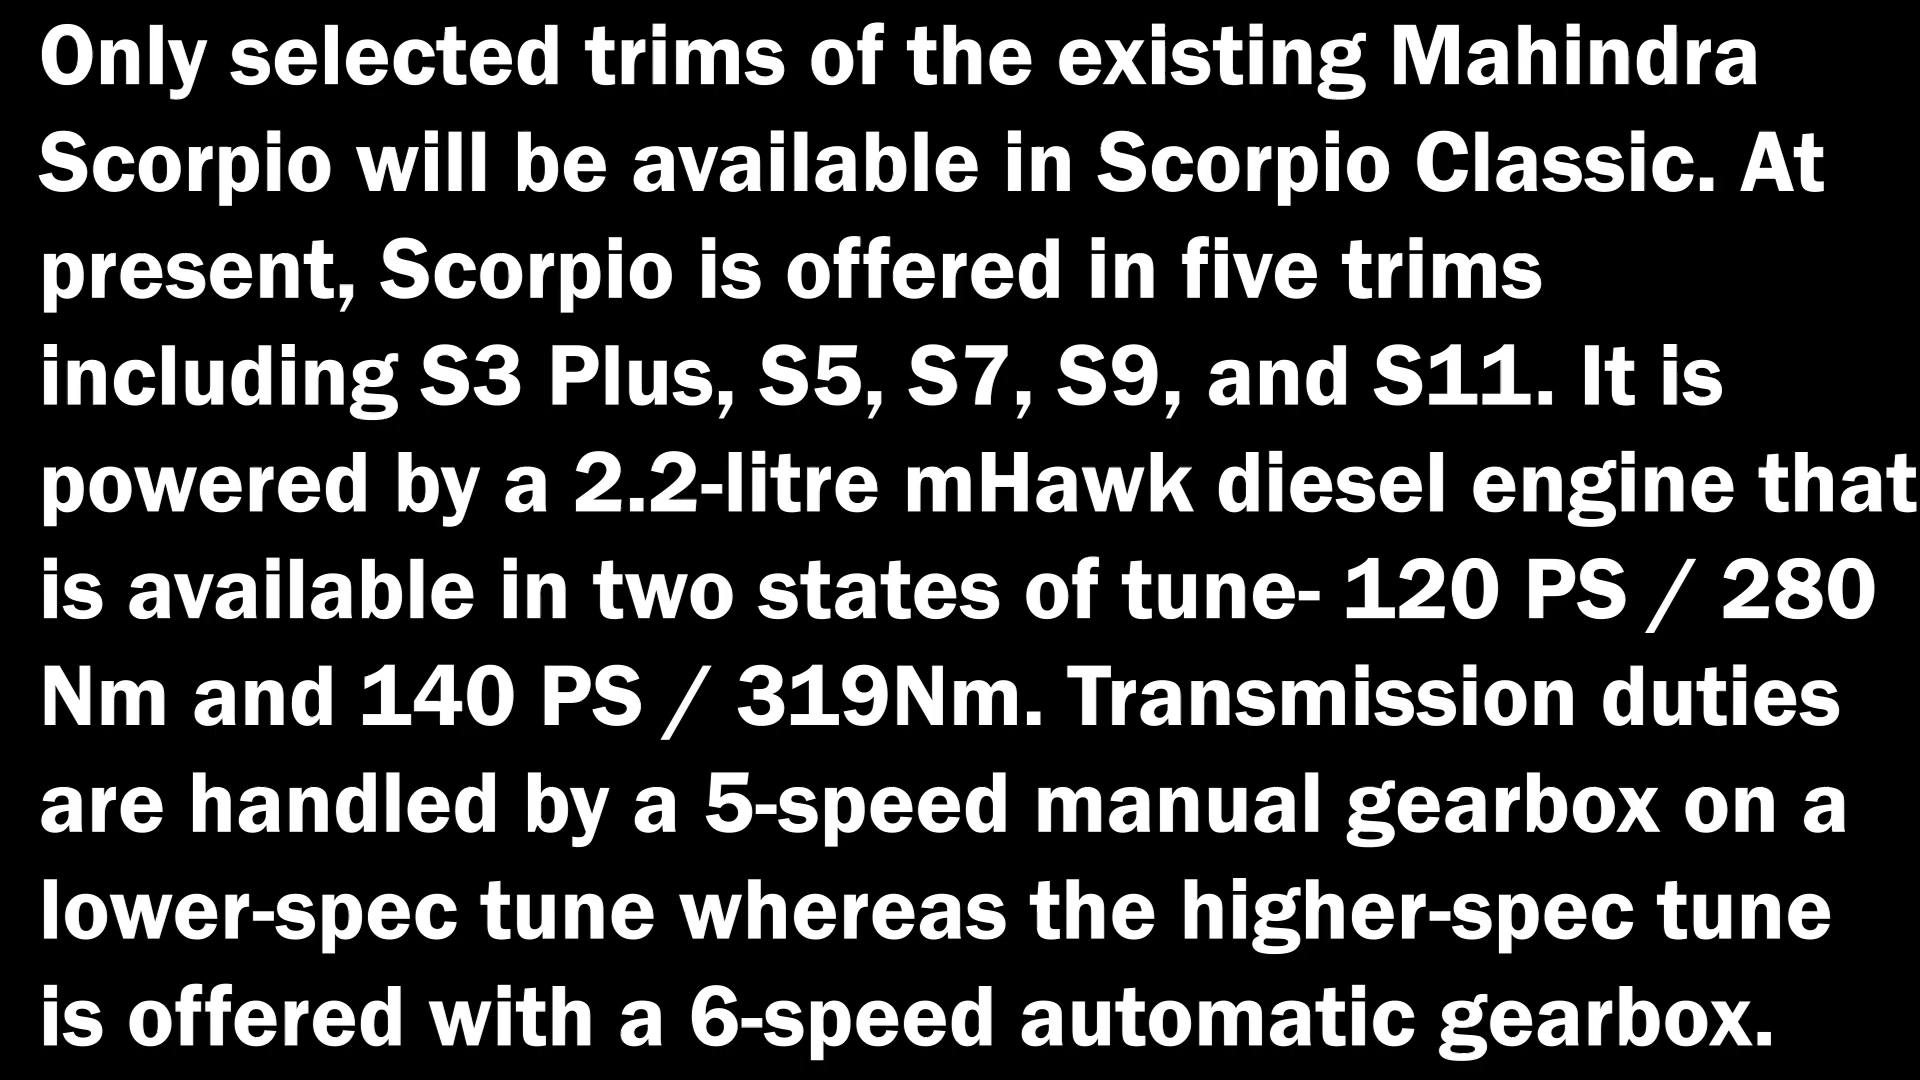 Only selected trims of the existing Mahindra
Scorpio will be available in Scorpio Classic. At
present, Scorpio is offered in five trims
including S3 Plus, S5, S7, S9, and S11. It is
powered by a 2.2-litre mHawk diesel engine that
is available in two states of tune- 120 PS / 280
Nm and 140 PS / 319Nm. Transmission duties
are handled by a 5-speed manual gearbox on a
lower-spec tune whereas the higher-spec tune
is offered with a 6-speed automatic gearbox.